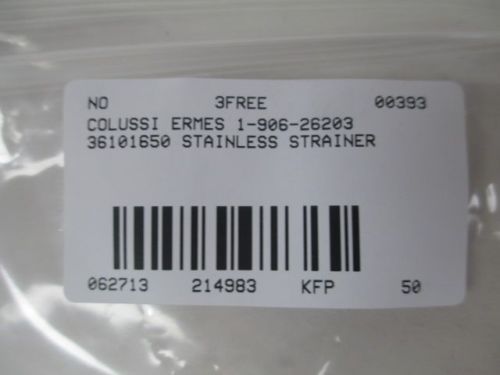 NO 3FREE 00393
COLUSSI ERMES 1-906-26203
36101650 STAINLESS STRAINER
062713 214983 KFP 50